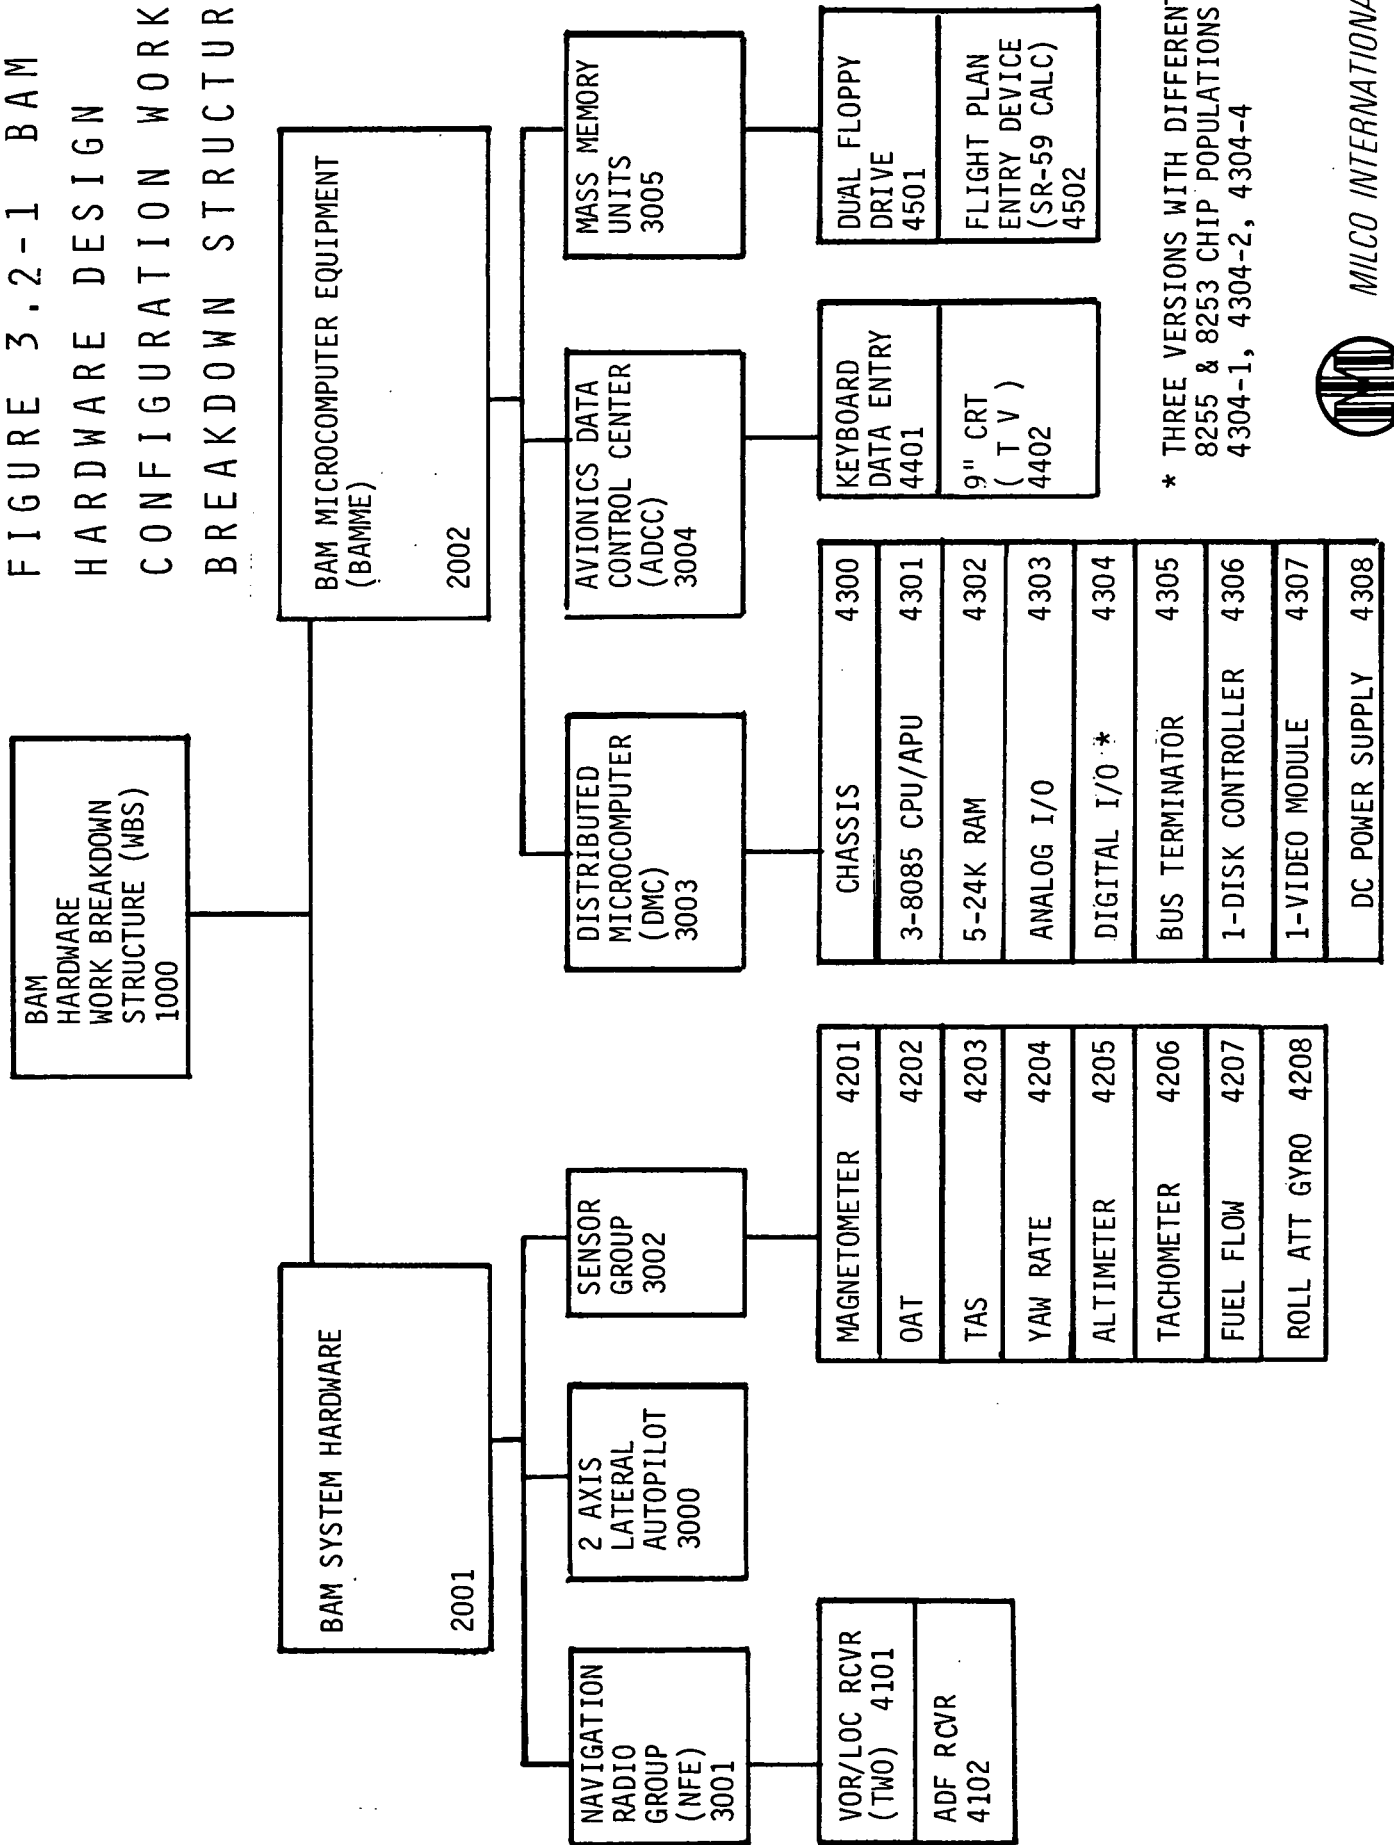 FIGURE 3.2-1 BAM
HARDWARE DESIGN
CONFIGURATION WORK
BREAKDOWN STRUCTUR
BAM
HARDWARE
WORK BREAKDOWN
STRUCTURE (WBS)
1000
BAM SYSTEM HARDWARE
2001
BAM MICROCOMPUTER EQUIPMENT
(BAMME)
2002
NAVIGATION
RADIO
GROUP
(NFE)
3001
2 AXIS
LATERAL
AUTOPILOT
3000
SENSOR
GROUP
3002
DISTRIBUTED
MICROCOMPUTER
(DMC)
3003
AVIONICS DATA
CONTROL CENTER
(ADCC)
3004
MASS MEMORY
UNITS
3005
VOR/LOC RCVR
(TWO) 4101
ADF RCVR
4102
MAGNETOMETER 4201
OAT 4202
TAS 4203
YAW RATE 4204
ALTIMETER 4205
TACHOMETER 4206
FUEL FLOW 4207
ROLL ATT GYRO 4208
CHASSIS 4300
3-8085 CPU/APU 4301
5-24K RAM 4302
ANALOG I/O 4303
DIGITAL I/O * 4304
BUS TERMINATOR 4305
1-DISK CONTROLLER 4306
1-VIDEO MODULE 4307
DC POWER SUPPLY 4308
KEYBOARD
DATA ENTRY
4401
9" CRT
( T V )
4402
DUAL FLOPPY
DRIVE
4501
FLIGHT PLAN
ENTRY DEVICE
(SR-59 CALC)
4502
* THREE VERSIONS WITH DIFFERENT
8255 & 8253 CHIP POPULATIONS
4304-1, 4304-2, 4304-4
M
MILCO INTERNATIONA